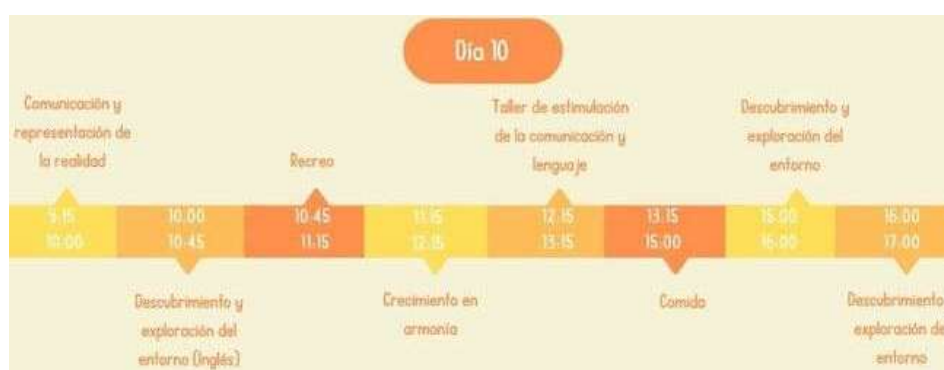 Día 10
Comunicación y
representación de
la realidad
Recreo
Taller de estimulación
de la comunicación y
lenguaje
Descubrimiento y
exploración del
entorno
9.15
10:00
10.00
10-45
10-45
11-15
11.15
12.15
12.15
13-15
13.15
15.00
15.00
16:00
16.00
17.00
Descubrimiento y
exploración del
entorno (Inglés)
Crecimiento en
armonía
Comida
Descubrimiento
exploración de
entorno